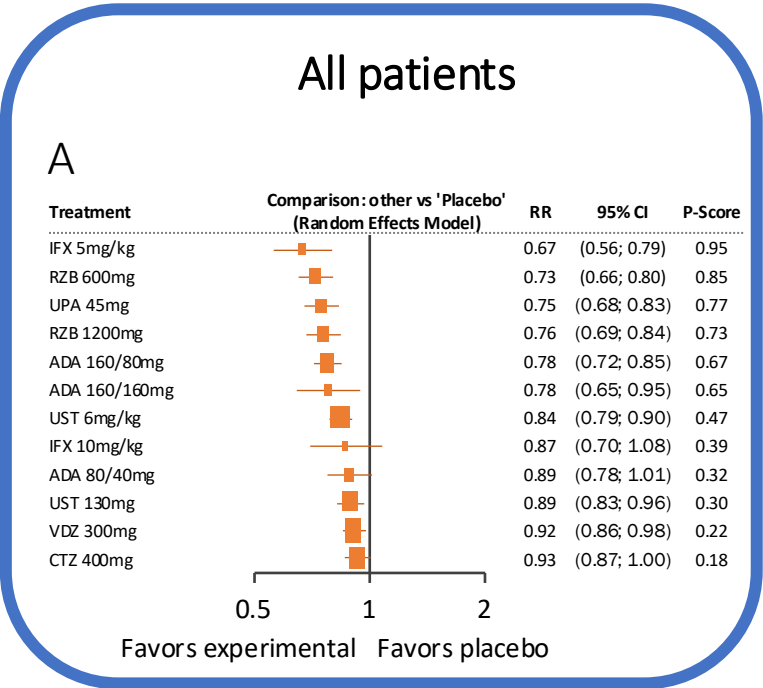 All patients
A
Treatment Comparison: other vs 'Placebo' (Random Effects Model) RR 95% CI P-Score
IFX 5mg/kg 0.67 (0.56; 0.79) 0.95
RZB 600mg 0.73 (0.66; 0.80) 0.85
UPA 45mg 0.75 (0.68; 0.83) 0.77
RZB 1200mg 0.76 (0.69; 0.84) 0.73
ADA 160/80mg 0.78 (0.72; 0.85) 0.67
ADA 160/160mg 0.78 (0.65; 0.95) 0.65
UST 6mg/kg 0.84 (0.79; 0.90) 0.47
IFX 10mg/kg 0.87 (0.70; 1.08) 0.39
ADA 80/40mg 0.89 (0.78; 1.01) 0.32
UST 130mg 0.89 (0.83; 0.96) 0.30
VDZ 300mg 0.92 (0.86; 0.98) 0.22
CTZ 400mg 0.93 (0.87; 1.00) 0.18
0.5 1 2
Favors experimental Favors placebo